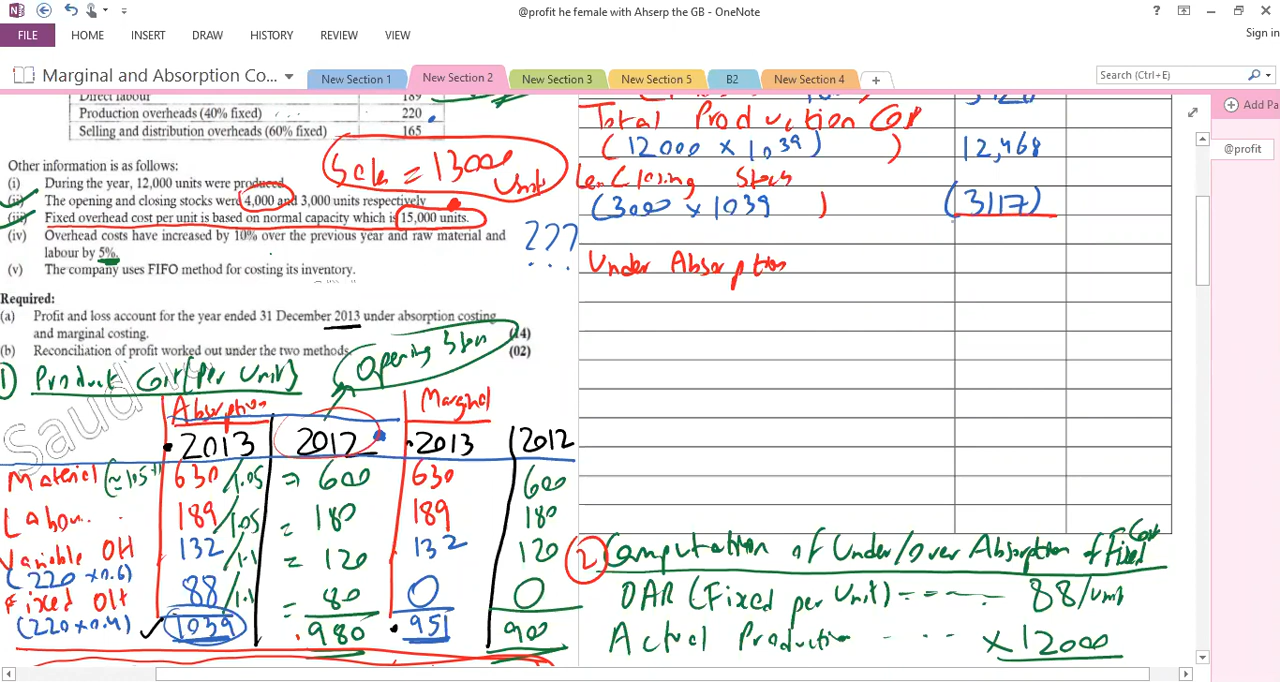 @profit he female with Ahserp the GB - OneNote
Sign in
FILE HOME INSERT DRAW HISTORY REVIEW VIEW
Marginal and Absorption Co... New Section 1 New Section 2 New Section 3 New Section 5 B2 New Section 4 + Search (Ctrl+E)
Add Pa
@profit
Direct labour 189
Production overheads (40% fixed) 220
Selling and distribution overheads (60% fixed) 165
Other information is as follows:
(i) During the year, 12,000 units were produced
(ii) The opening and closing stocks were 4,000 and 3,000 units respectively
(iii) Fixed overhead cost per unit is based on normal capacity which is 15,000 units.
(iv) Overhead costs have increased by 10% over the previous year and raw material and
labour by 5%.
(v) The company uses FIFO method for costing its inventory.
Sales = 13000
Units
???
Required:
(a) Profit and loss account for the year ended 31 December 2013 under absorption costing
and marginal costing. (14)
(b) Reconciliation of profit worked out under the two methods (02)
Opening Stock
1) Product Cost (Per Unit)
Absorption Marginal
2013 2012 2013 2012
Material 630 /1.05 = 600 630 600
Labour 189 /1.05 = 180 189 180
Variable OH 132 /1.1 = 120 132 120
(220 x 0.6)
Fixed OH 88 /1.1 = 80 0 0
(220 x 0.4) 1039 980 951 900
Total Production Cost
(12000 x 1039) ) 12,468
Less Closing Stock
(3000 x 1039 ) (3117)
Under Absorption
2 Computation of Under/over Absorption of Fixed Cost
OAR (Fixed per Unit) ---- 88/unit
Actual Production ---- x 12000